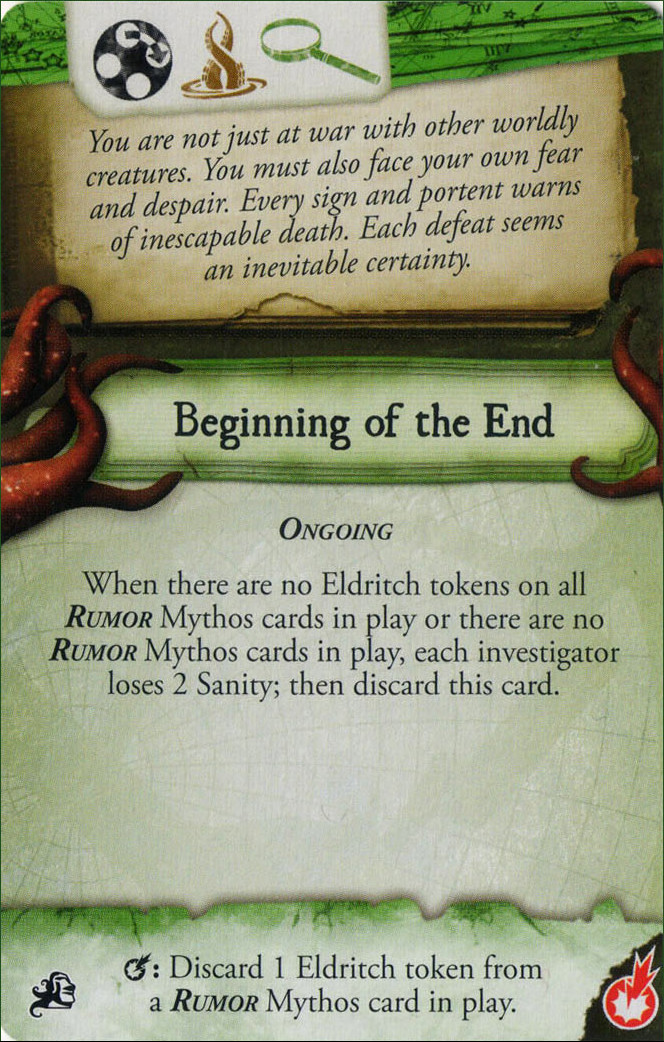 You are not just at war with other worldly
creatures. You must also face your own fear
and despair. Every sign and portent warns
of inescapable death. Each defeat seems
an inevitable certainty.
Beginning of the End
ONGOING
When there are no Eldritch tokens on all
RUMOR Mythos cards in play or there are no
RUMOR Mythos cards in play, each investigator
loses 2 Sanity; then discard this card.
: Discard 1 Eldritch token from
a RUMOR Mythos card in play.